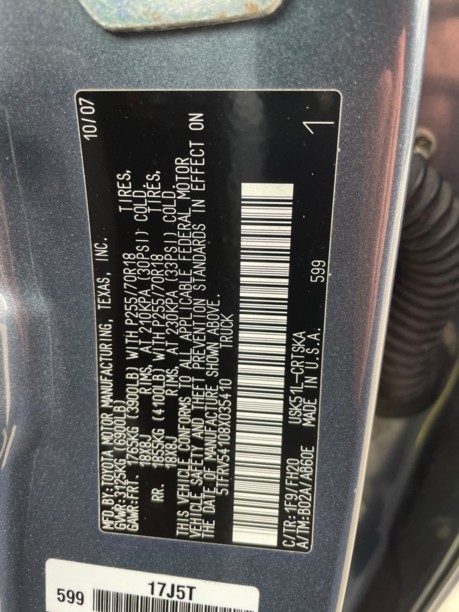 MFD.BY: TOYOTA MOTOR MANUFACTURING, TEXAS, INC. 10/07
GVWR:3125KG (6900LB)
GAWR:FRT. 1765KG (3900LB) WITH P255/70R18 TIRES,
18X8J RIMS, AT 210KPA (30PSI) COLD
RR. 1855KG (4100LB) WITH P255/70R18 TIRES,
18X8J RIMS, AT 230KPA (33PSI) COLD
THIS VEHICLE CONFORMS TO ALL APPLICABLE FEDERAL MOTOR
VEHICLE SAFETY AND THEFT PREVENTION STANDARDS IN EFFECT ON
THE DATE OF MANUFACTURE SHOWN ABOVE.
5TFRV54108X035410 TRUCK
C/TR:1F9/FH20 USK51L-CRTSKA 599
A/TM:B02A/AB60E MADE IN U.S.A. 1
17J5T
599